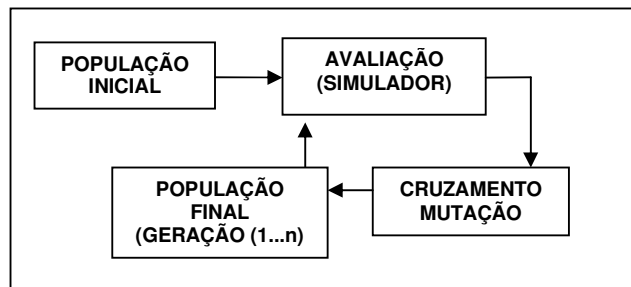 POPULAÇÃO
INICIAL
AVALIAÇÃO
(SIMULADOR)
POPULAÇÃO
FINAL
(GERAÇÃO (1...n)
CRUZAMENTO
MUTAÇÃO